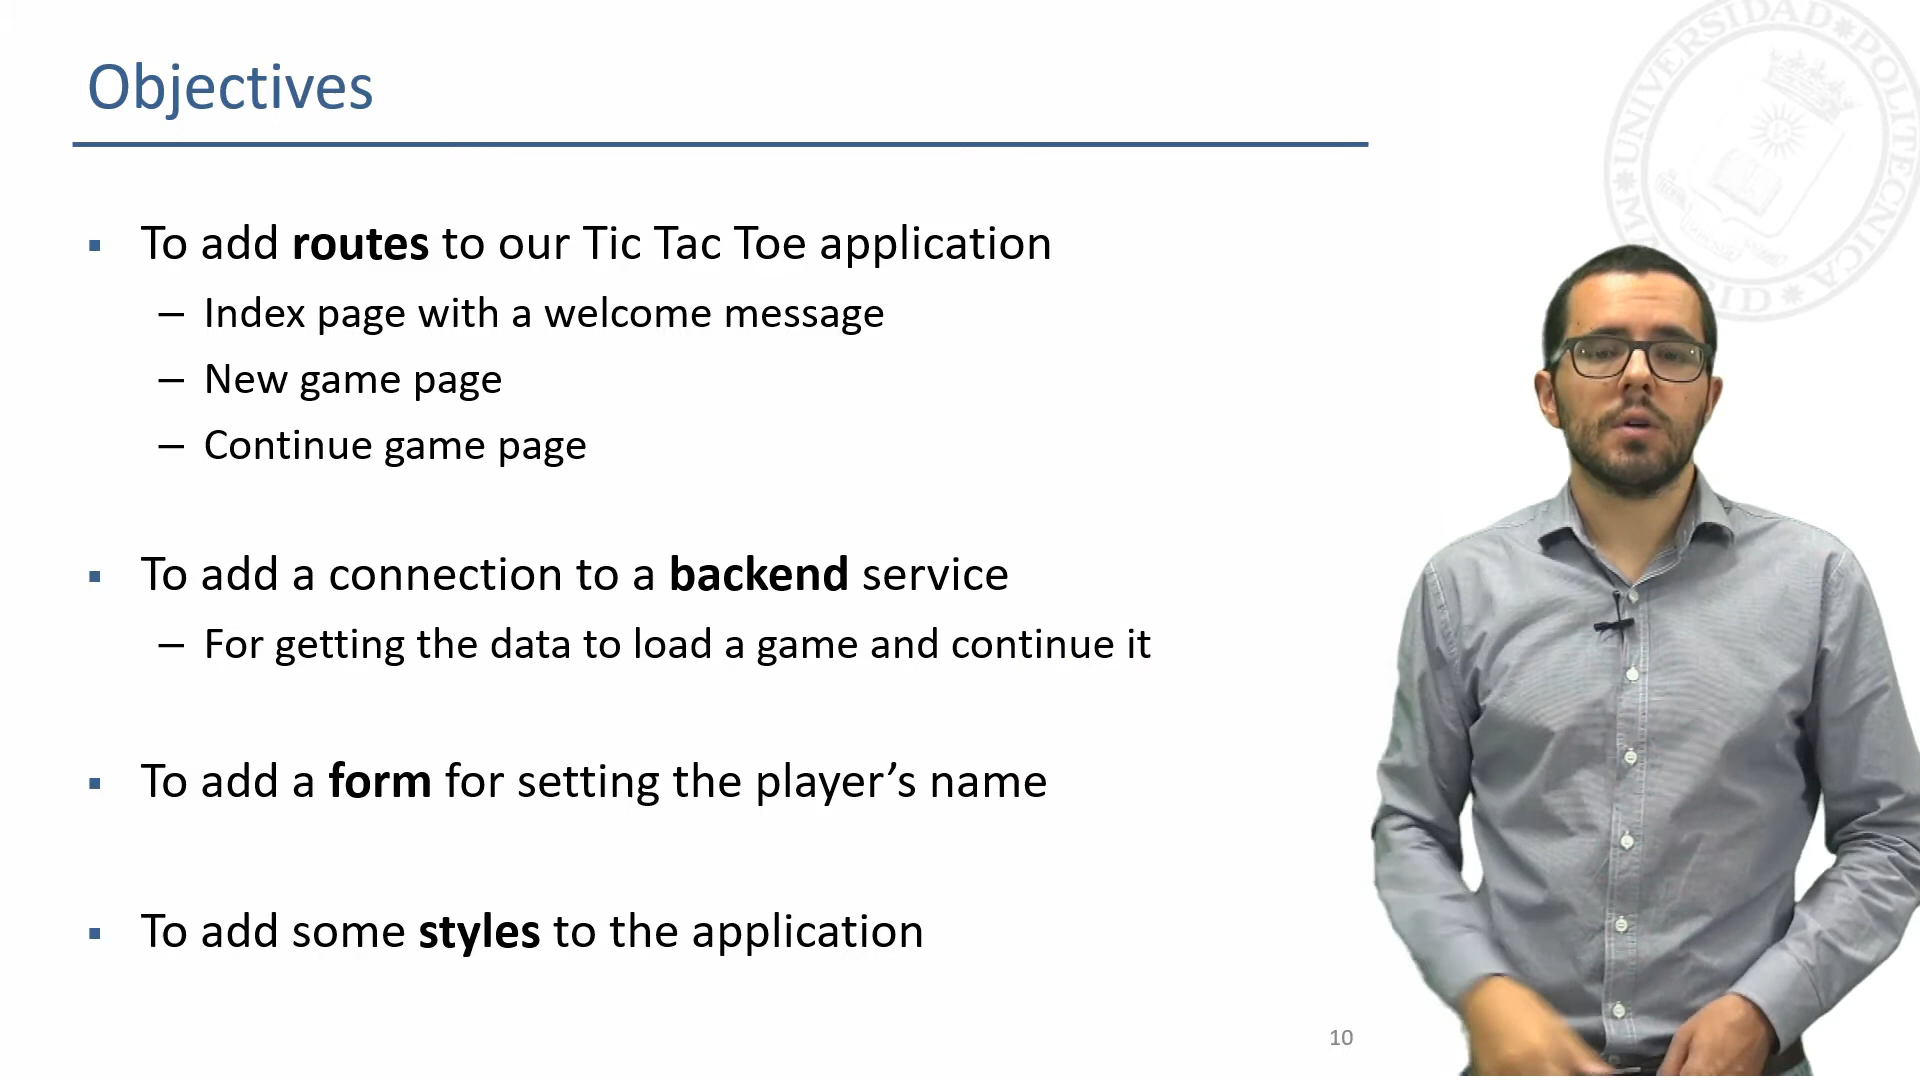 Objectives
▪ To add routes to our Tic Tac Toe application
– Index page with a welcome message
– New game page
– Continue game page
▪ To add a connection to a backend service
– For getting the data to load a game and continue it
▪ To add a form for setting the player’s name
▪ To add some styles to the application
10
UNIVERSIDAD POLITECNICA